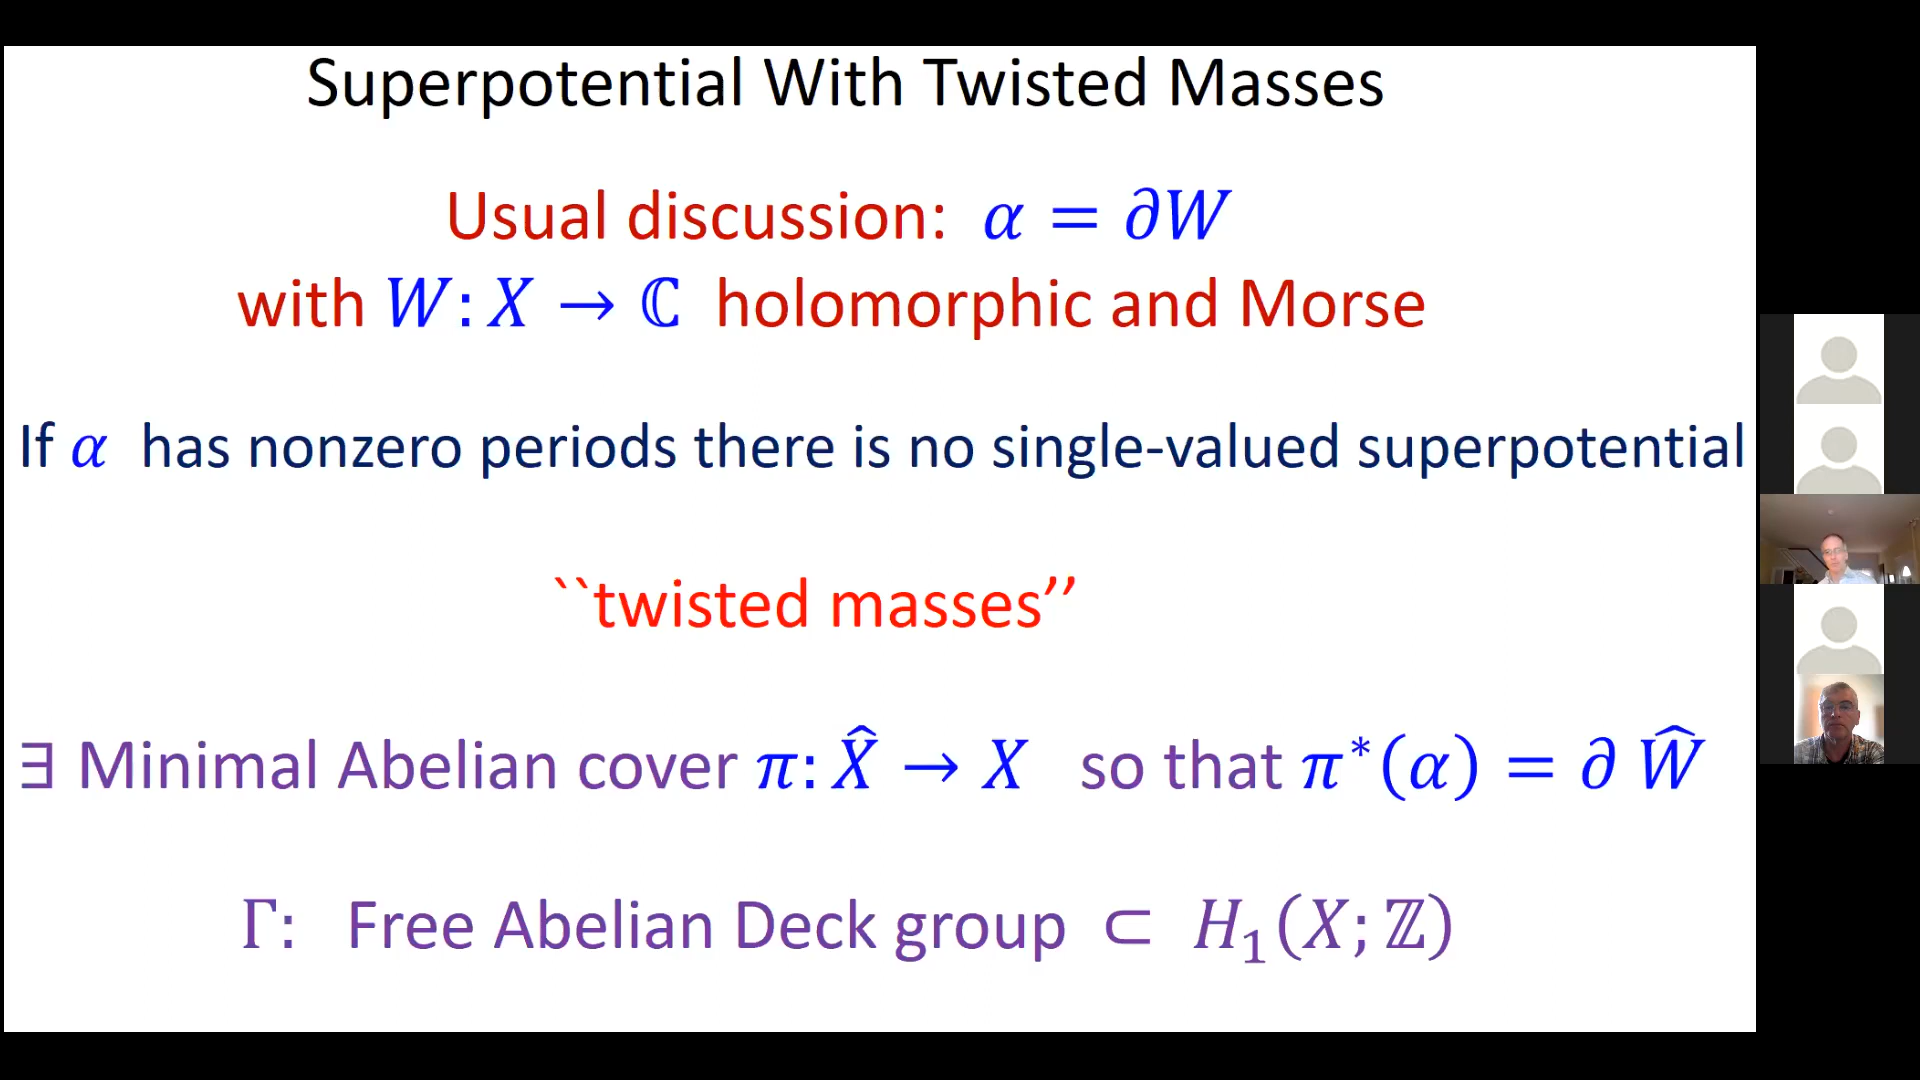 Superpotential With Twisted Masses
Usual discussion: α = ∂W
with W: X → ℂ holomorphic and Morse
If α has nonzero periods there is no single-valued superpotential
``twisted masses’’
∃ Minimal Abelian cover π: X̂ → X so that π*(α) = ∂ Ŵ
Γ: Free Abelian Deck group ⊂ H₁(X; ℤ)